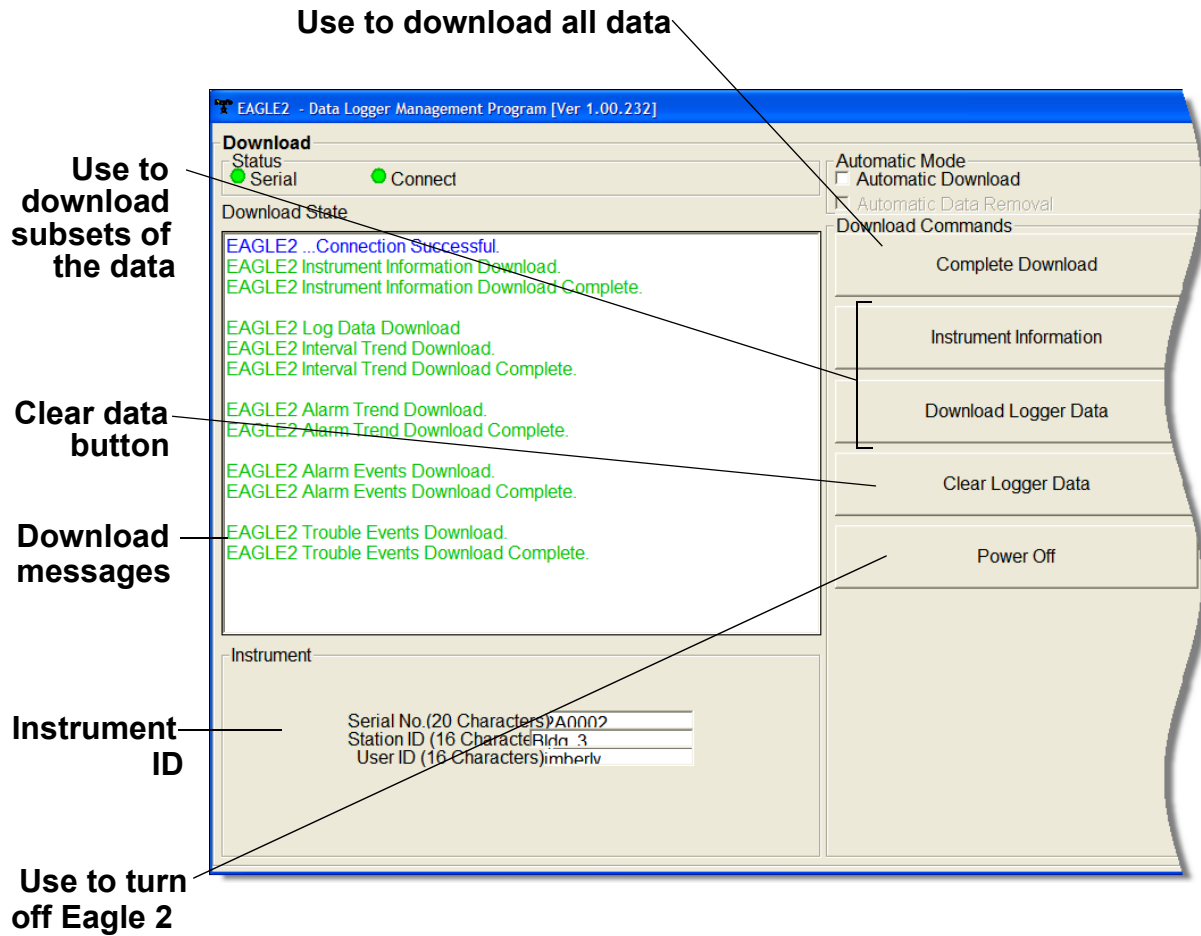 Use to download all data
EAGLE2 - Data Logger Management Program [Ver 1.00.232]
Download
Status
Serial Connect
Automatic Mode
Automatic Download
Automatic Data Removal
Use to
download
subsets of
the data
Download State
EAGLE2 ...Connection Successful.
EAGLE2 Instrument Information Download.
EAGLE2 Instrument Information Download Complete.
EAGLE2 Log Data Download
EAGLE2 Interval Trend Download.
EAGLE2 Interval Trend Download Complete.
EAGLE2 Alarm Trend Download.
EAGLE2 Alarm Trend Download Complete.
EAGLE2 Alarm Events Download.
EAGLE2 Alarm Events Download Complete.
EAGLE2 Trouble Events Download.
EAGLE2 Trouble Events Download Complete.
Download Commands
Complete Download
Instrument Information
Download Logger Data
Clear Logger Data
Power Off
Clear data
button
Download
messages
Instrument
Serial No.(20 Characters) 2A0002
Station ID (16 Characte Bldg. 3
User ID (16 Characters) imberly
Instrument
ID
Use to turn
off Eagle 2